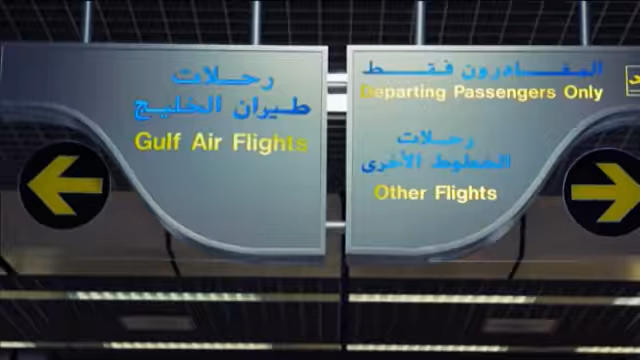 رحلات
طيران الخليج
Gulf Air Flights
المغادرون فقط
Departing Passengers Only
رحلات
الخطوط الأخرى
Other Flights